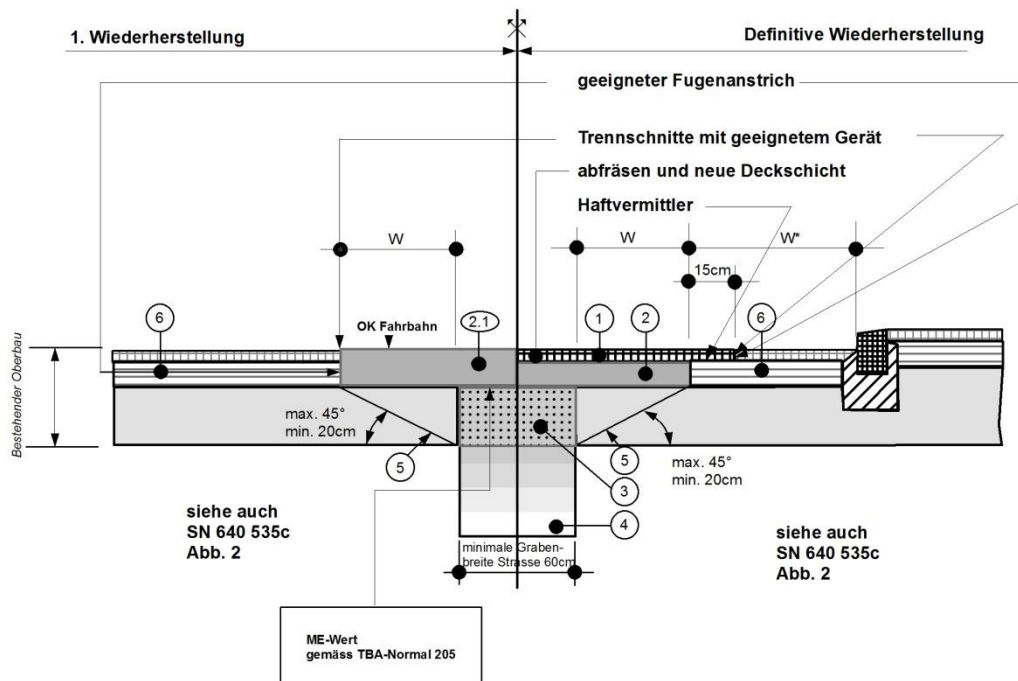 1. Wiederherstellung
Definitive Wiederherstellung
geeigneter Fugenanstrich
Trennschnitte mit geeignetem Gerät
abfräsen und neue Deckschicht
Haftvermittler
W
W
W*
15cm
6
OK Fahrbahn
2.1
1
2
6
Bestehender Oberbau
max. 45°
min. 20cm
5
5
max. 45°
min. 20cm
3
4
siehe auch
SN 640 535c
Abb. 2
siehe auch
SN 640 535c
Abb. 2
minimale Graben-
breite Strasse 60cm
ME-Wert
gemäss TBA-Normal 205